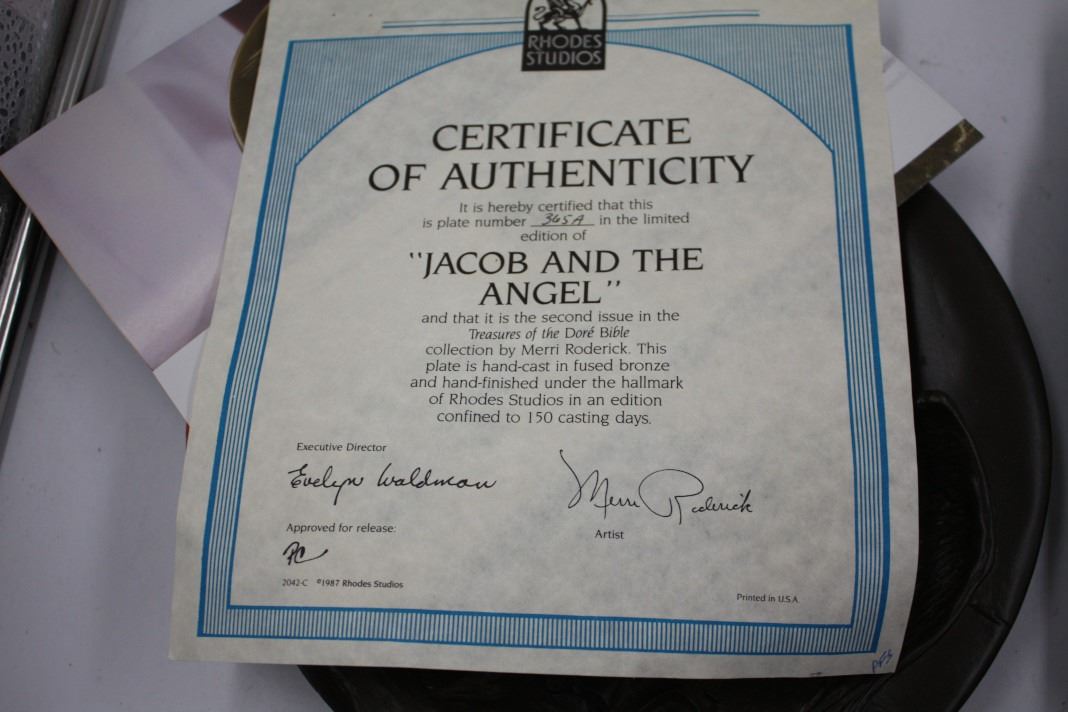 RHODES
STUDIOS
CERTIFICATE
OF AUTHENTICITY
It is hereby certified that this
is plate number 365A in the limited
edition of
"JACOB AND THE
ANGEL"
and that it is the second issue in the
Treasures of the Doré Bible
collection by Merri Roderick. This
plate is hand-cast in fused bronze
and hand-finished under the hallmark
of Rhodes Studios in an edition
confined to 150 casting days.
Executive Director
Evelyn Waldman
Merri Roderick
Artist
Approved for release:
PC
2042-C ©1987 Rhodes Studios
Printed in U.S.A.